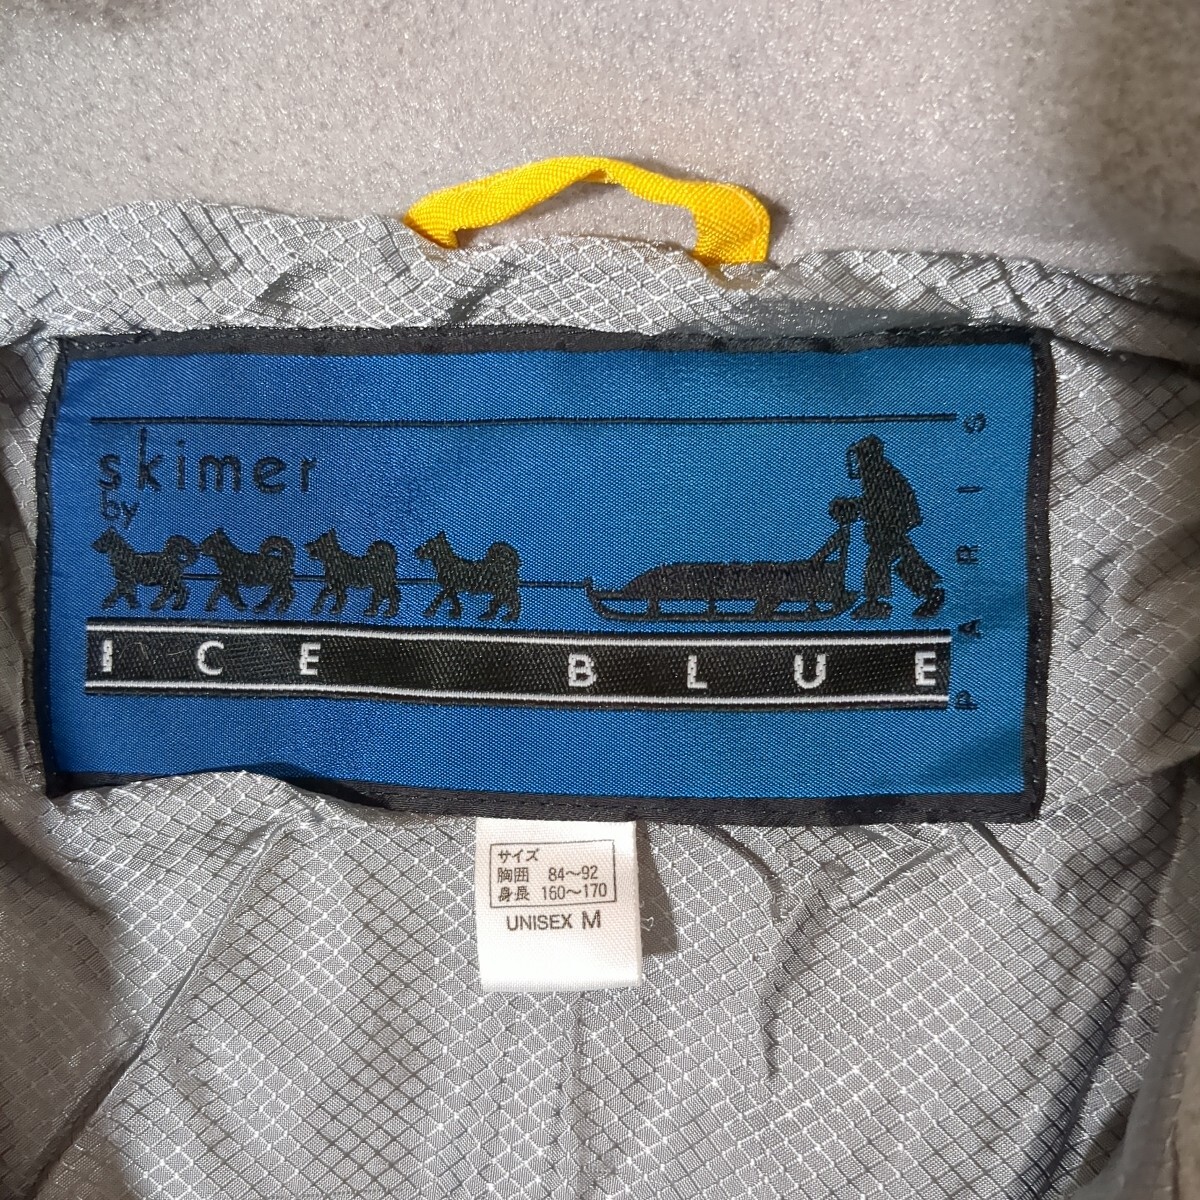 skimer
by
ICE BLUE
PARIS
サイズ
胸囲 84～92
身長 160～170
UNISEX M